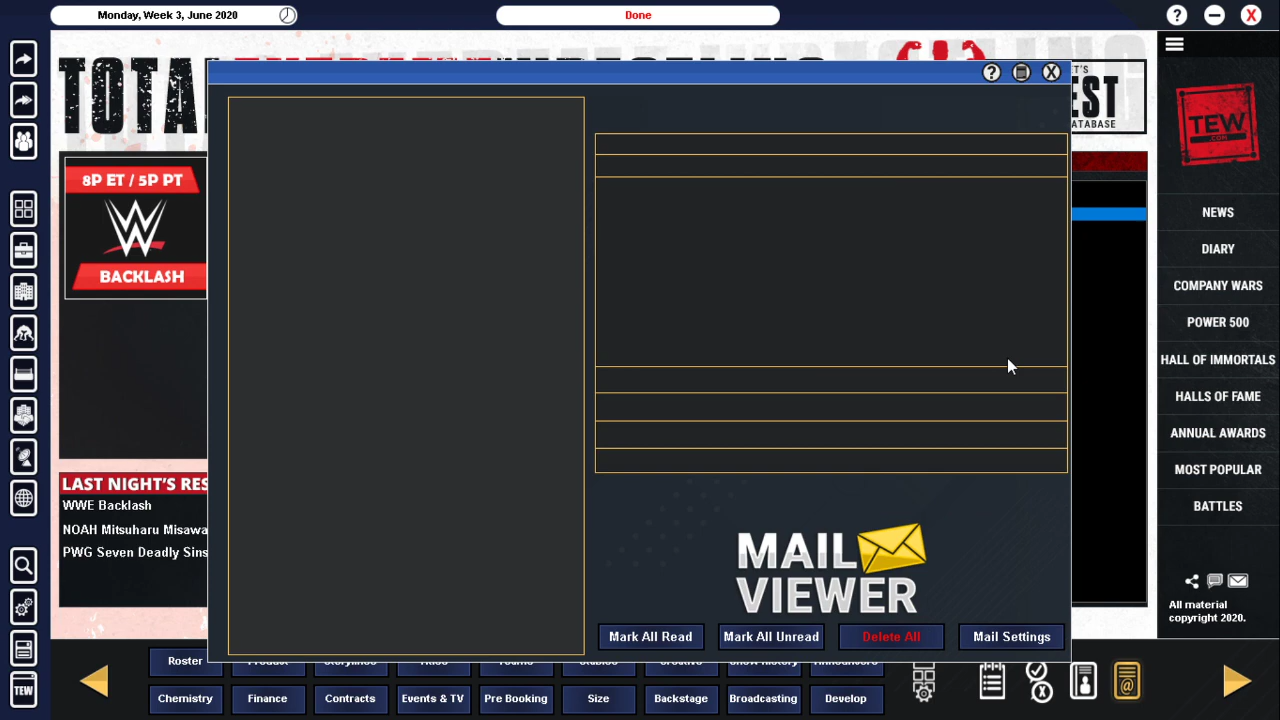 Monday, Week 3, June 2020
Done
?
X
TOTA
ET'S
EST
ATABASE
? X
8P ET / 5P PT
W
BACKLASH
LAST NIGHT'S RES
WWE Backlash
NOAH Mitsuharu Misawa
PWG Seven Deadly Sins
MAIL
VIEWER
Mark All Read
Mark All Unread
Delete All
Mail Settings
TEW
.COM
NEWS
DIARY
COMPANY WARS
POWER 500
HALL OF IMMORTALS
HALLS OF FAME
ANNUAL AWARDS
MOST POPULAR
BATTLES
All material
copyright 2020.
TEW
Roster
Chemistry
Finance
Contracts
Events & TV
Pre Booking
Size
Backstage
Broadcasting
Develop
@